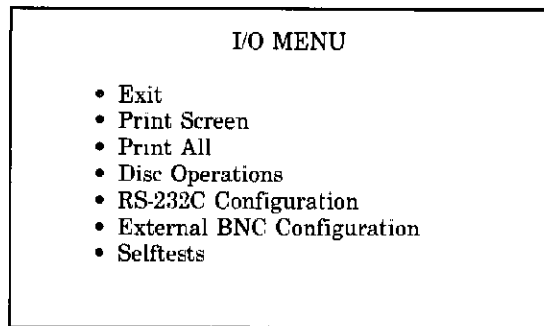 I/O MENU
• Exit
• Print Screen
• Print All
• Disc Operations
• RS-232C Configuration
• External BNC Configuration
• Selftests